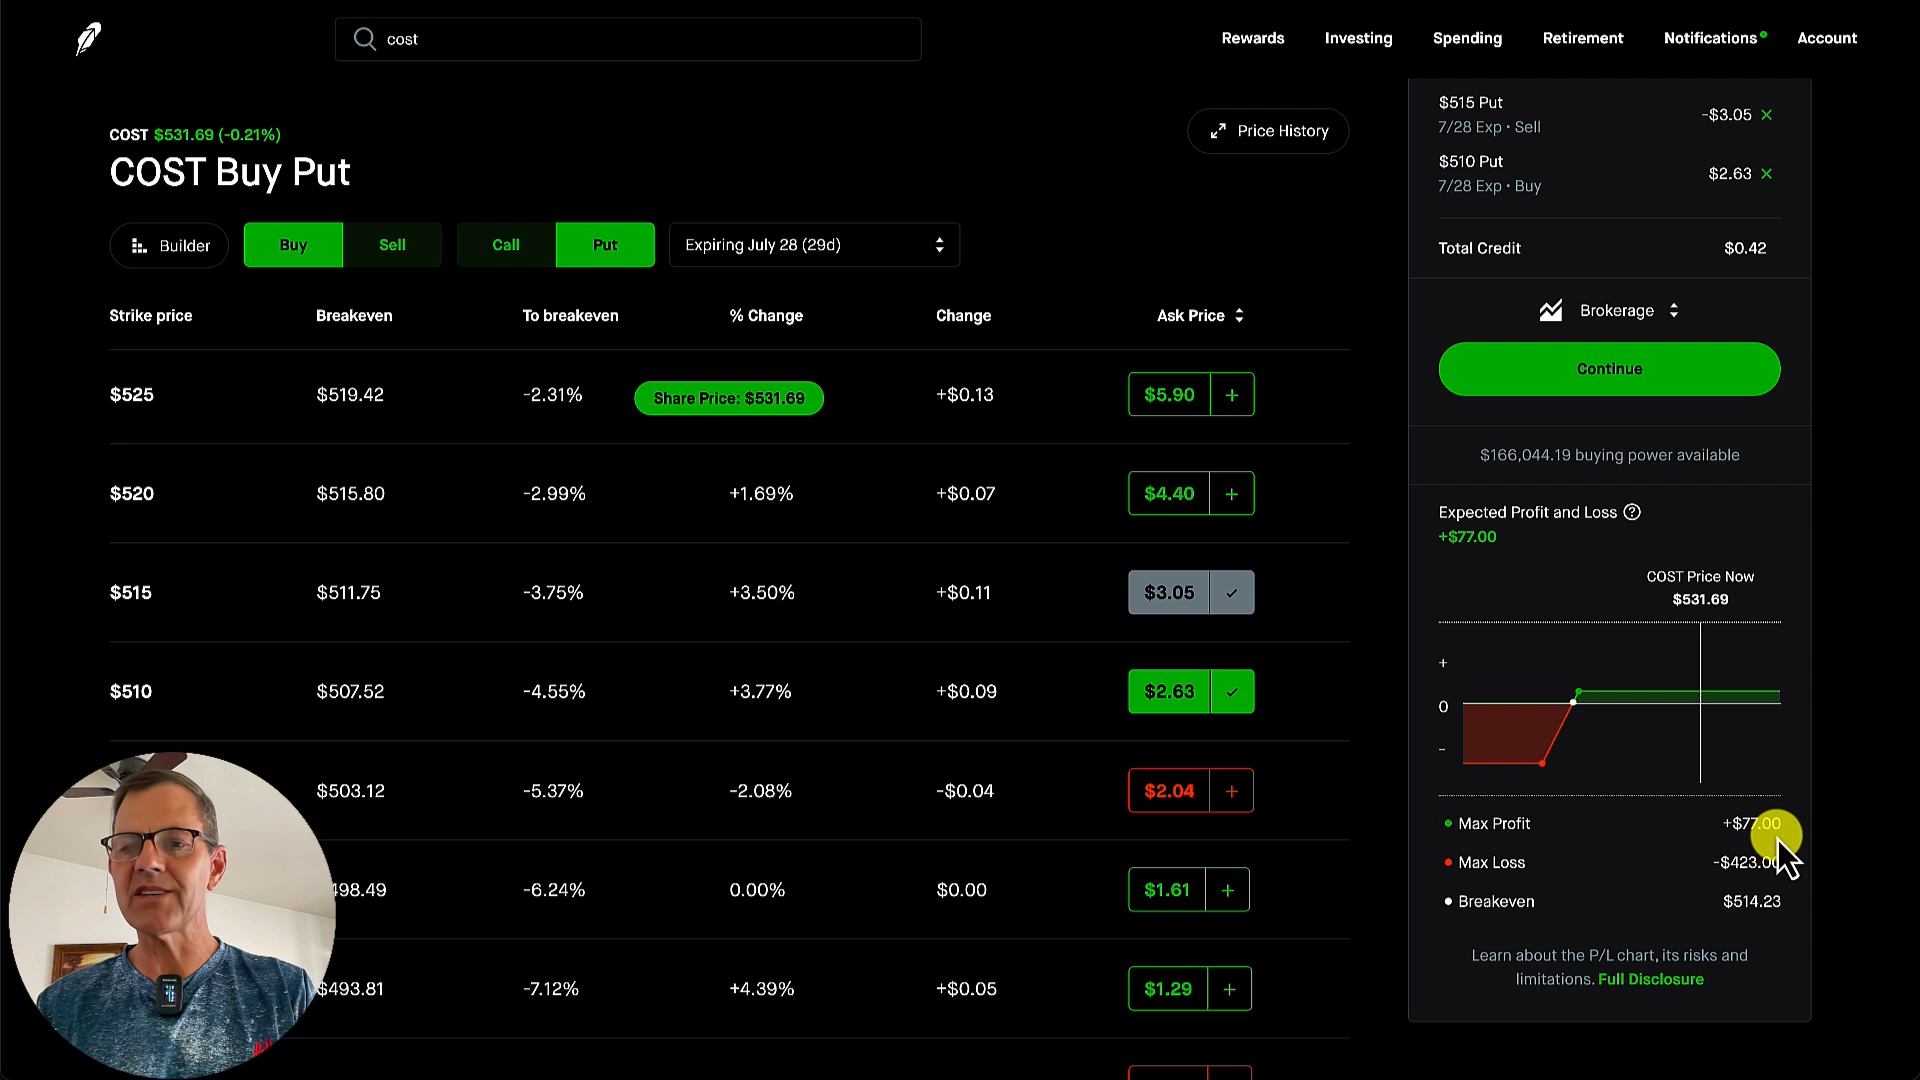 cost
Rewards
Investing
Spending
Retirement
Notifications
Account
COST $531.69 (-0.21%)
COST Buy Put
Price History
Builder
Buy
Sell
Call
Put
Expiring July 28 (29d)
Strike price
Breakeven
To breakeven
% Change
Change
Ask Price
$525
$519.42
-2.31%
Share Price: $531.69
+$0.13
$5.90 +
$520
$515.80
-2.99%
+1.69%
+$0.07
$4.40 +
$515
$511.75
-3.75%
+3.50%
+$0.11
$3.05
$510
$507.52
-4.55%
+3.77%
+$0.09
$2.63
$503.12
-5.37%
-2.08%
-$0.04
$2.04 +
498.49
-6.24%
0.00%
$0.00
$1.61 +
$493.81
-7.12%
+4.39%
+$0.05
$1.29 +
$515 Put
7/28 Exp • Sell
-$3.05
$510 Put
7/28 Exp • Buy
$2.63
Total Credit
$0.42
Brokerage
Continue
$166,044.19 buying power available
Expected Profit and Loss
+$77.00
COST Price Now
$531.69
+
0
-
Max Profit
+$77.00
Max Loss
-$423.0
Breakeven
$514.23
Learn about the P/L chart, its risks and
limitations. Full Disclosure